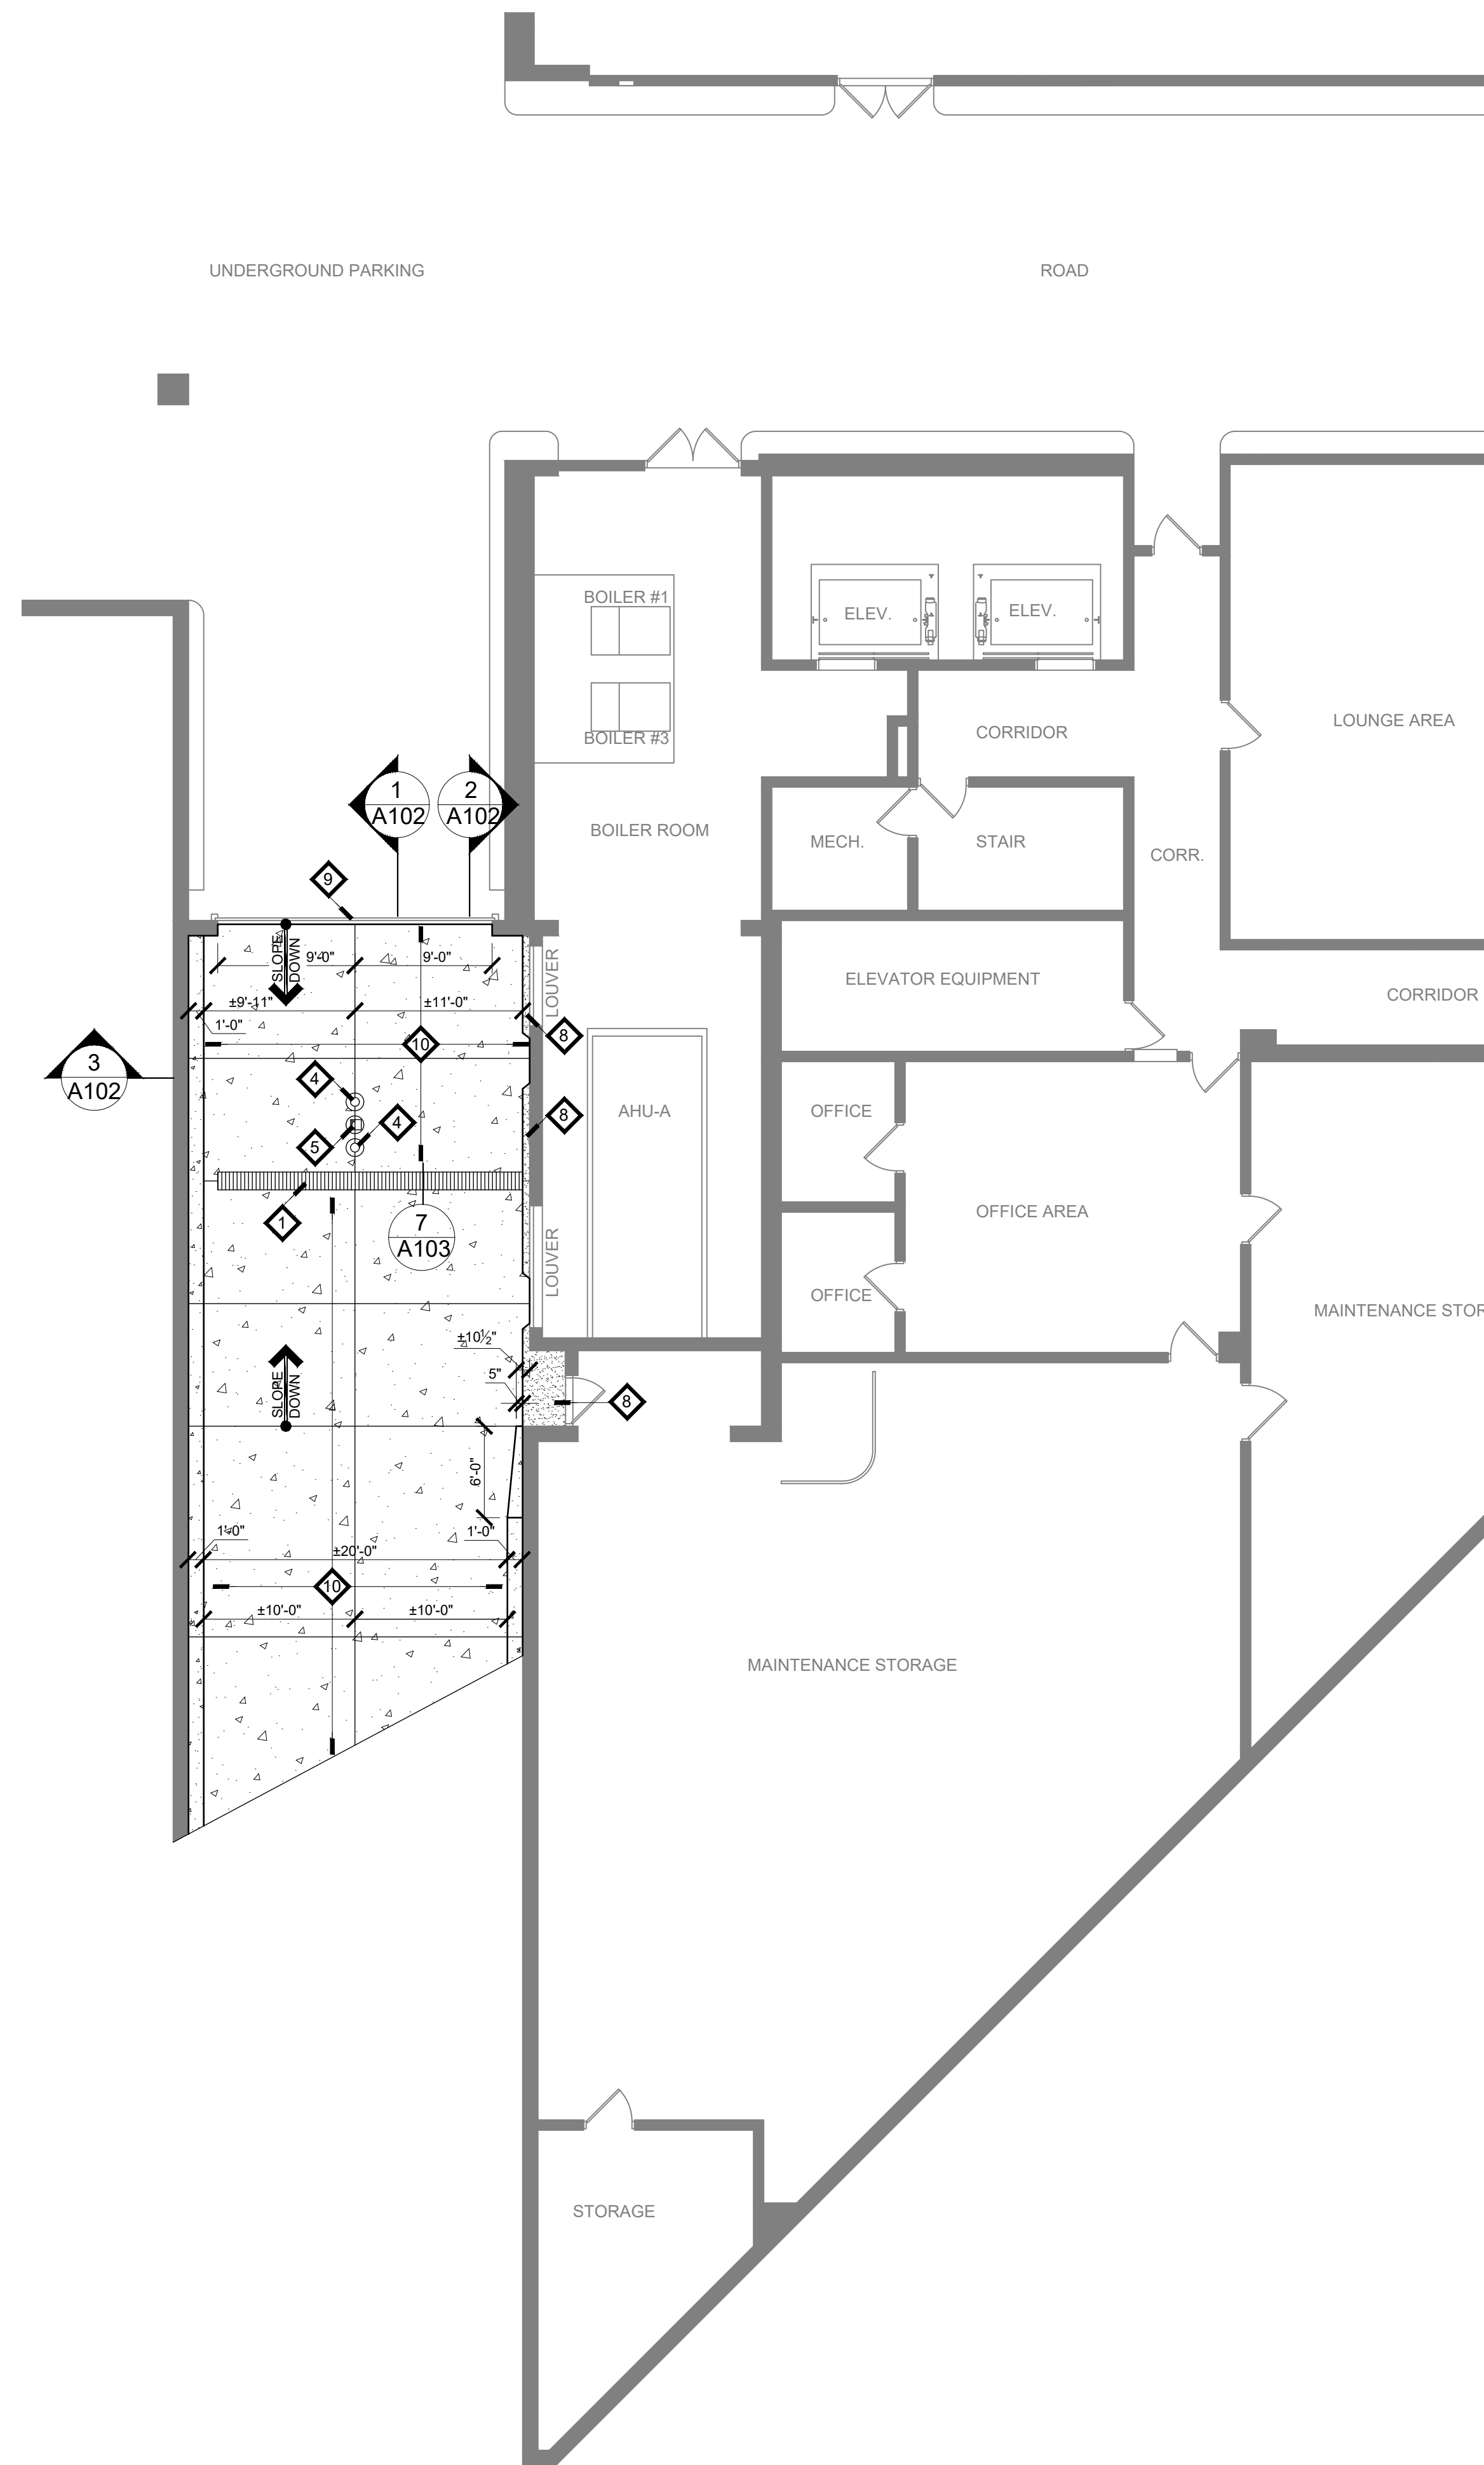 UNDERGROUND PARKING
ROAD
BOILER #1
ELEV.
ELEV.
BOILER #3
CORRIDOR
LOUNGE AREA
1
A102
2
A102
BOILER ROOM
MECH.
STAIR
CORR.
9
SLOPE
DOWN
9'-0"
9'-0"
LOUVER
ELEVATOR EQUIPMENT
CORRIDOR
±9'-11"
±11'-0"
1'-0"
8
10
3
A102
4
4
5
8
AHU-A
OFFICE
1
7
A103
OFFICE AREA
LOUVER
OFFICE
MAINTENANCE STOR
±10½"
5"
SLOPE
DOWN
8
6'-0"
1'-0"
1'-0"
±20'-0"
10
±10'-0"
±10'-0"
MAINTENANCE STORAGE
STORAGE